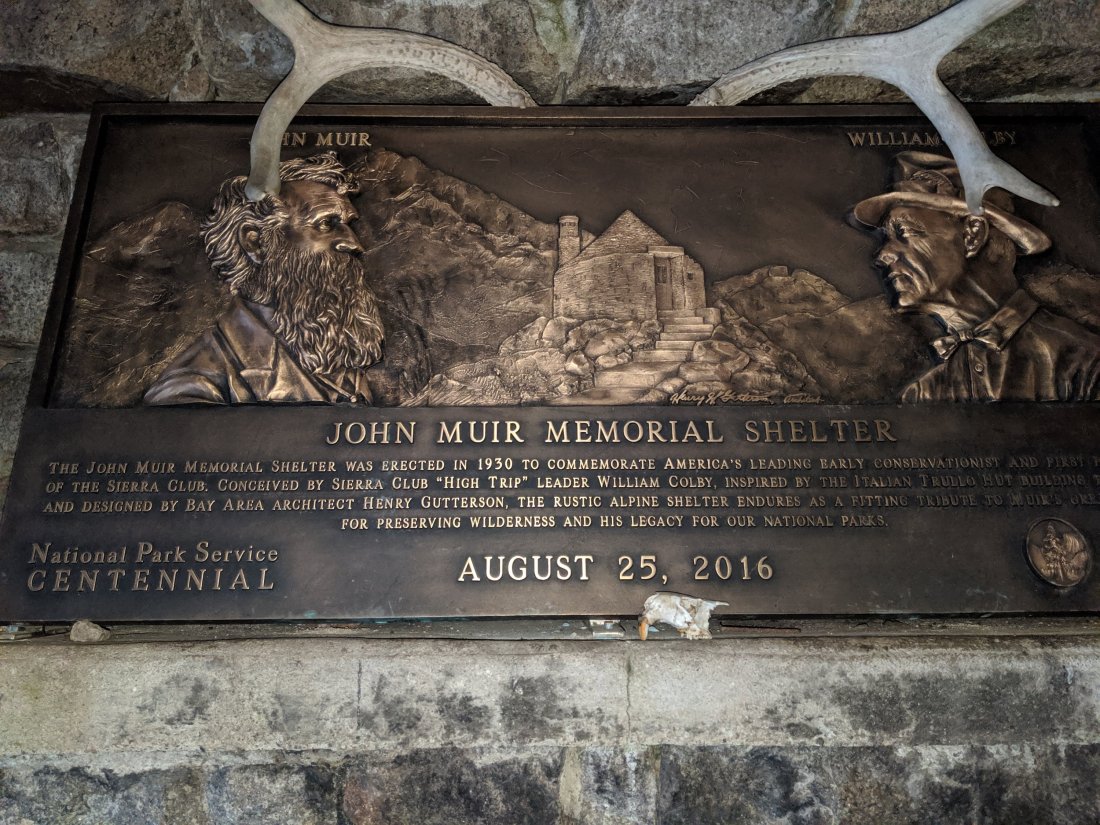 HN MUIR
WILLIAM BY
JOHN MUIR MEMORIAL SHELTER
THE JOHN MUIR MEMORIAL SHELTER WAS ERECTED IN 1930 TO COMMEMORATE AMERICA'S LEADING EARLY CONSERVATIONIST AND FIRST
OF THE SIERRA CLUB. CONCEIVED BY SIERRA CLUB "HIGH TRIP" LEADER WILLIAM COLBY, INSPIRED BY THE ITALIAN TRULLO HUT BUILDING
AND DESIGNED BY BAY AREA ARCHITECT HENRY GUTTERSON, THE RUSTIC ALPINE SHELTER ENDURES AS A FITTING TRIBUTE TO MUIR'S
FOR PRESERVING WILDERNESS AND HIS LEGACY FOR OUR NATIONAL PARKS.
National Park Service
CENTENNIAL
AUGUST 25, 2016